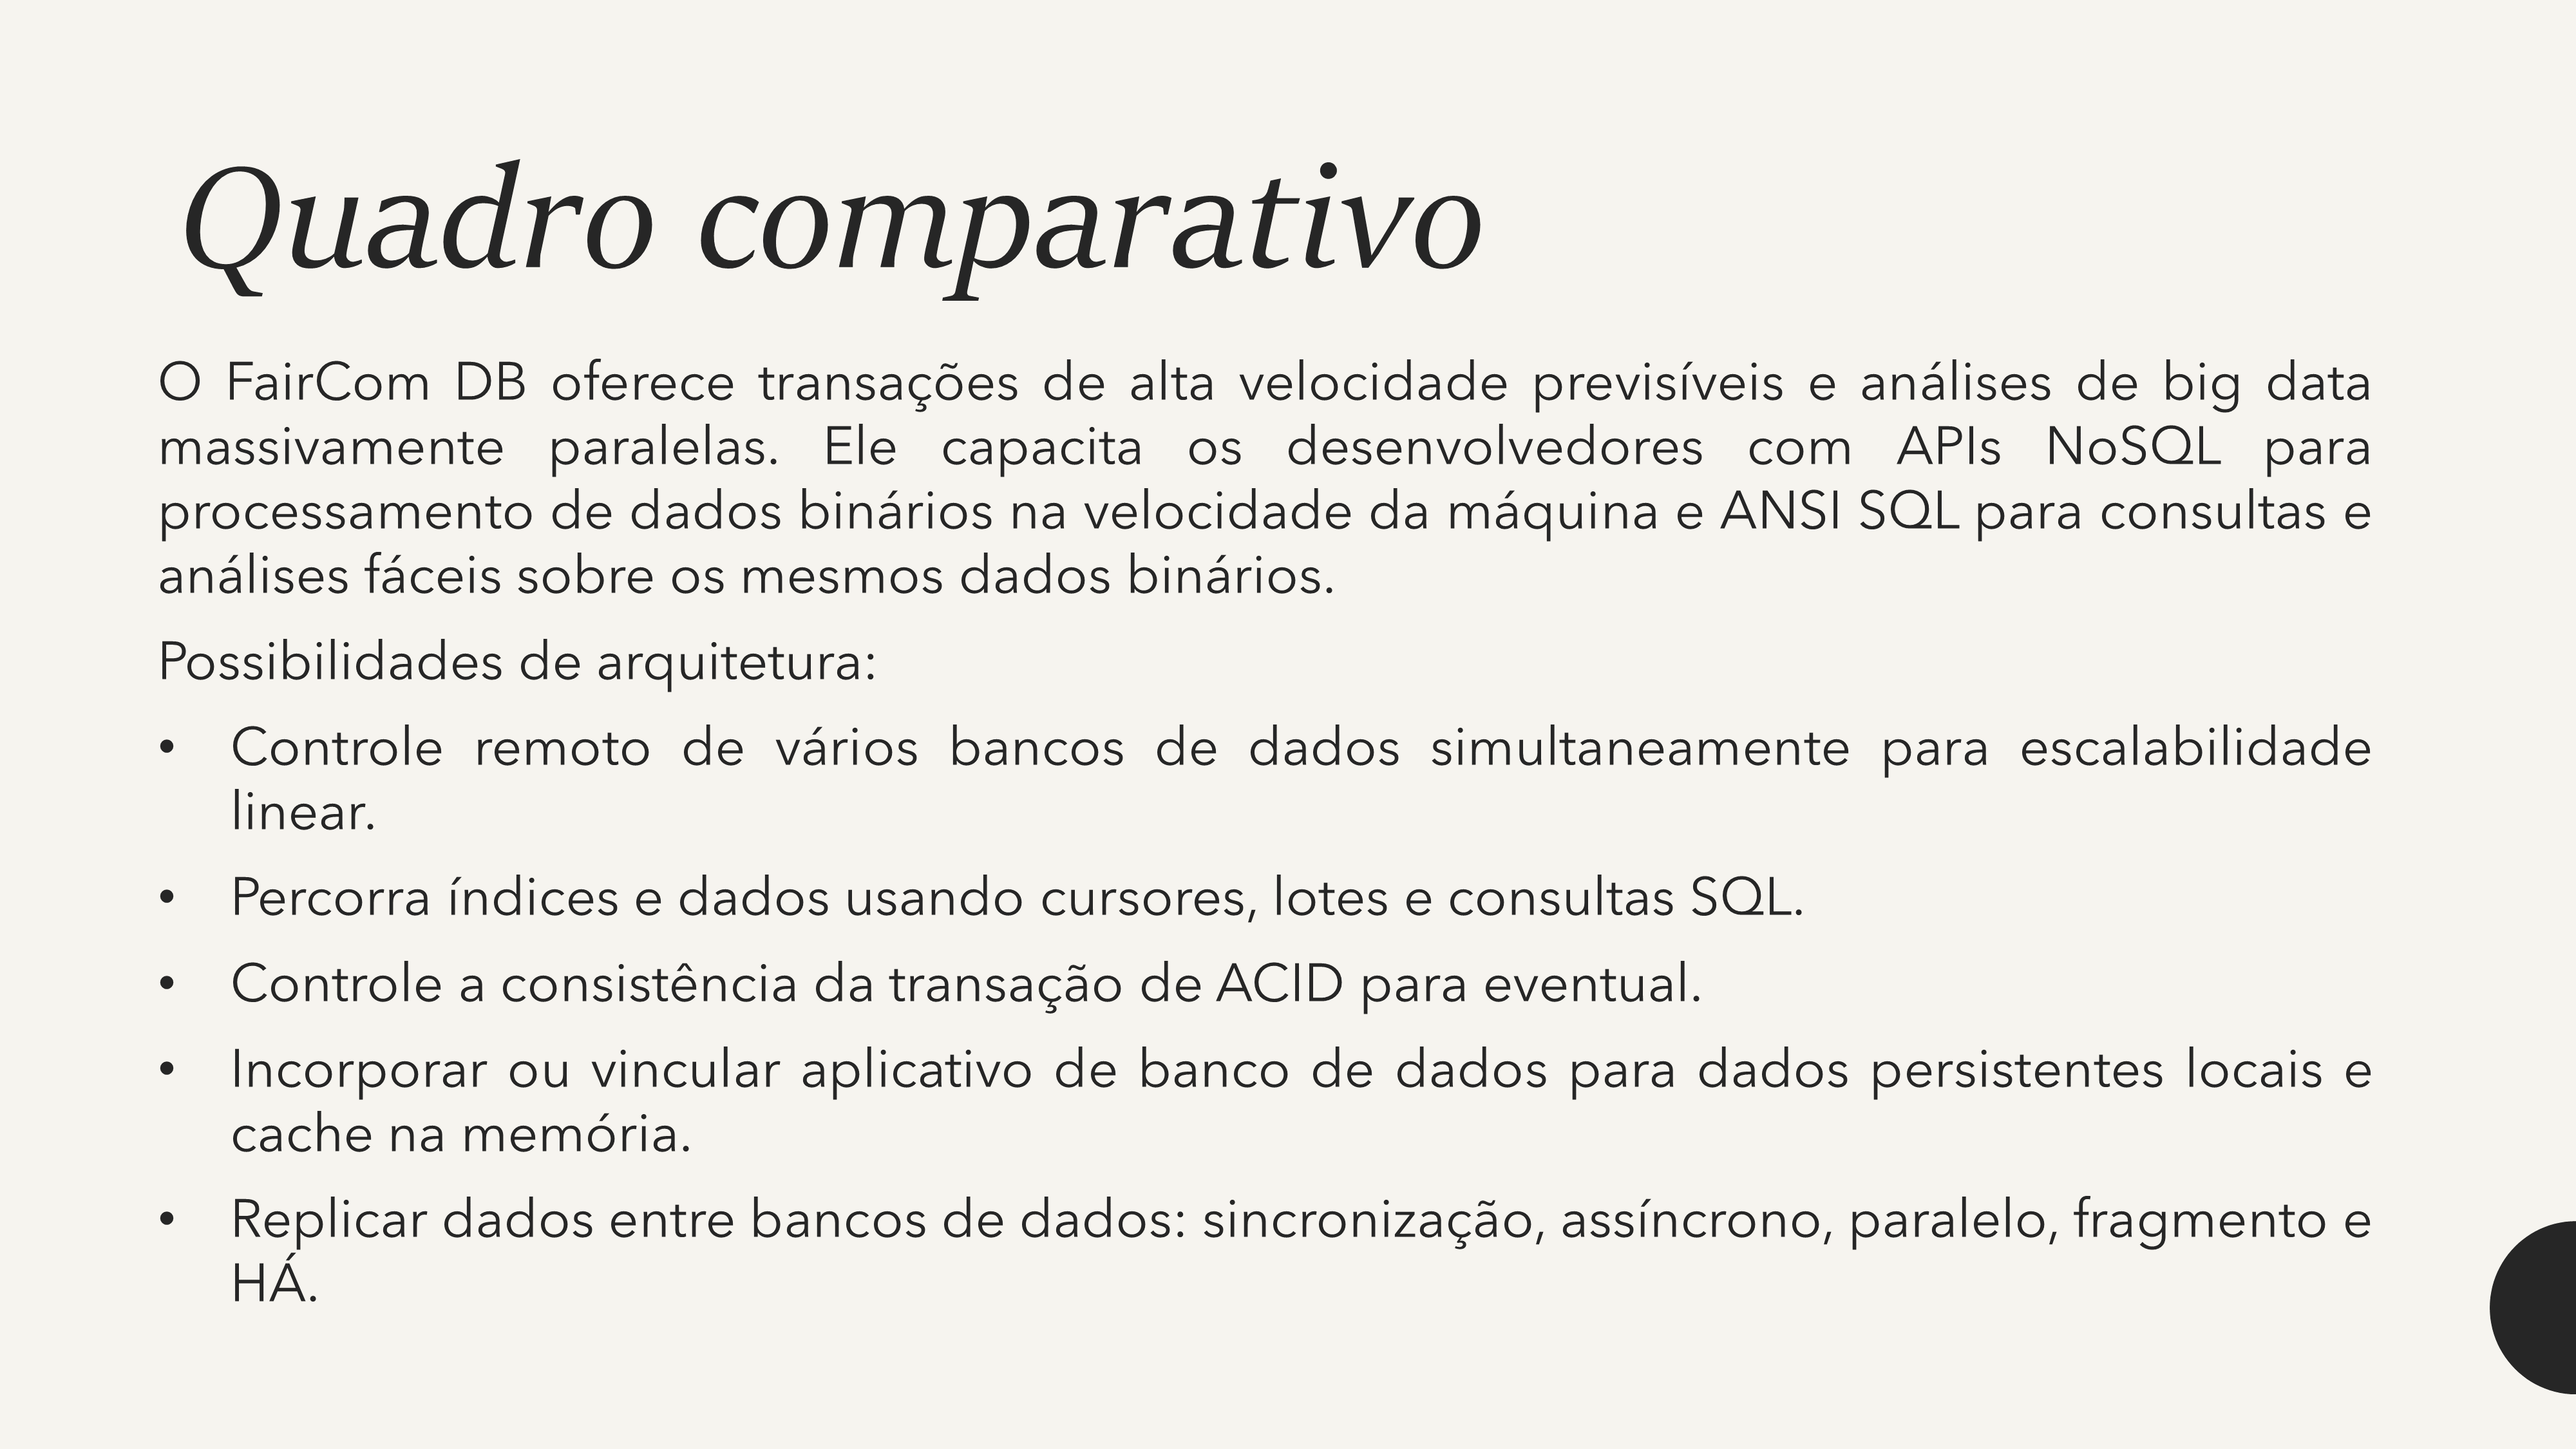 Quadro comparativo
O FairCom DB oferece transações de alta velocidade previsíveis e análises de big data
massivamente paralelas. Ele capacita os desenvolvedores com APIs NoSQL para
processamento de dados binários na velocidade da máquina e ANSI SQL para consultas e
análises fáceis sobre os mesmos dados binários.
Possibilidades de arquitetura:
• Controle remoto de vários bancos de dados simultaneamente para escalabilidade
linear.
• Percorra índices e dados usando cursores, lotes e consultas SQL.
• Controle a consistência da transação de ACID para eventual.
• Incorporar ou vincular aplicativo de banco de dados para dados persistentes locais e
cache na memória.
• Replicar dados entre bancos de dados: sincronização, assíncrono, paralelo, fragmento e
HÁ.